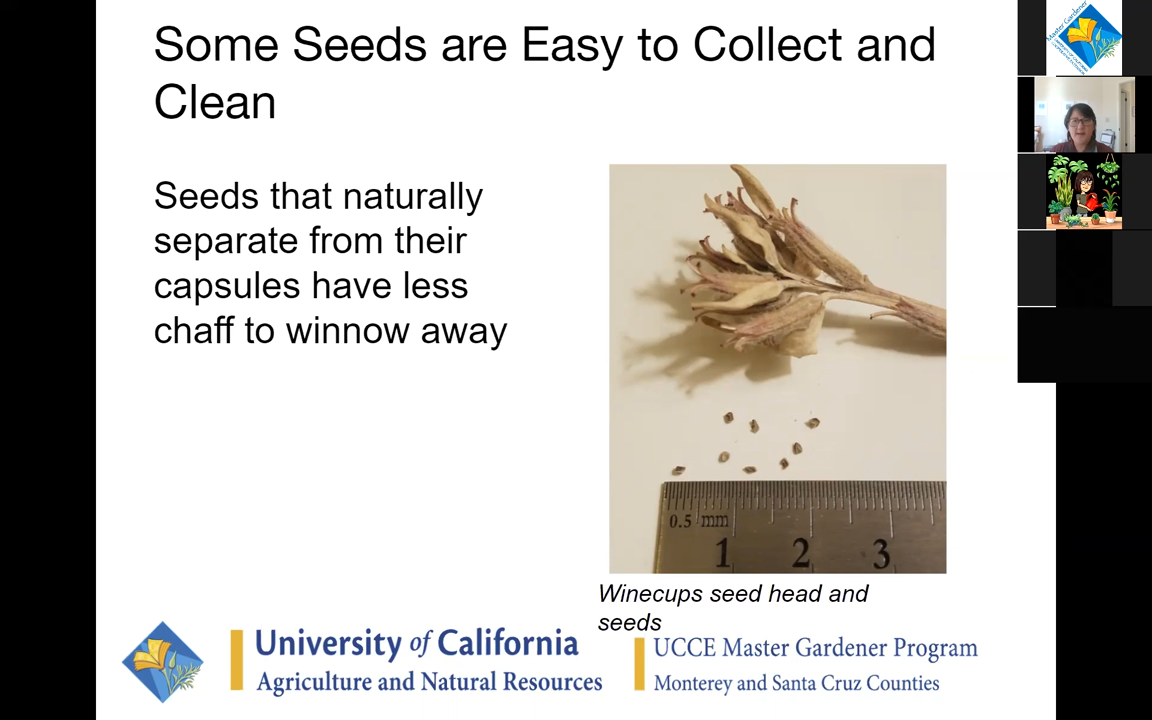 Some Seeds are Easy to Collect and
Clean
Seeds that naturally
separate from their
capsules have less
chaff to winnow away
0.5 mm
1 2 3
Winecups seed head and
seeds
University of California
Agriculture and Natural Resources
UCCE Master Gardener Program
Monterey and Santa Cruz Counties
Master Gardener